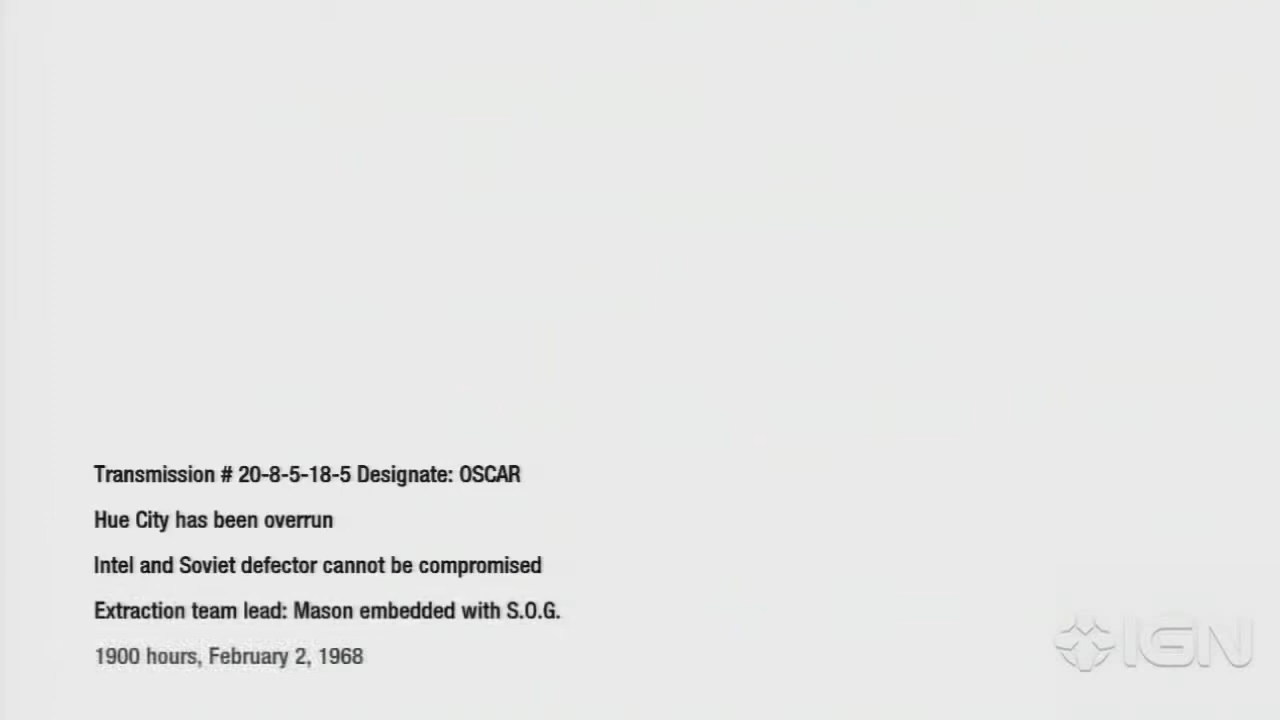 Transmission # 20-8-5-18-5 Designate: OSCAR
Hue City has been overrun
Intel and Soviet defector cannot be compromised
Extraction team lead: Mason embedded with S.O.G.
1900 hours, February 2, 1968
IGN